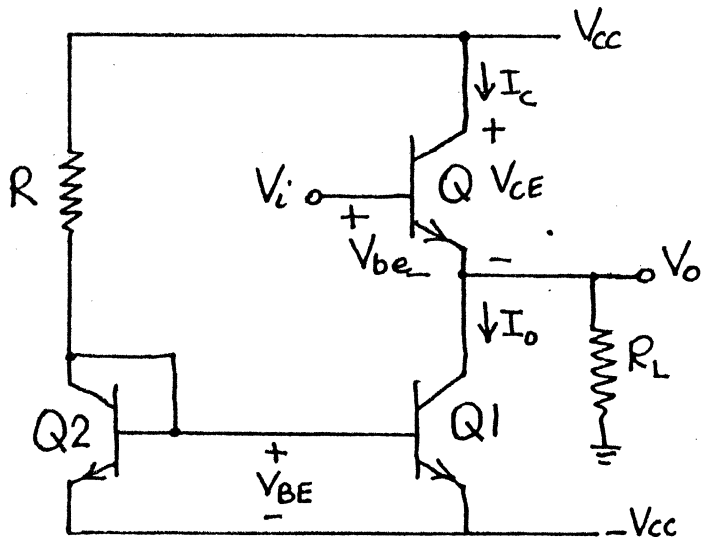 Vcc
Ic
+
R
Vi
Q
VCE
+
Vbe
-
-
Vo
Io
RL
Q2
Q1
+
VBE
-
-Vcc